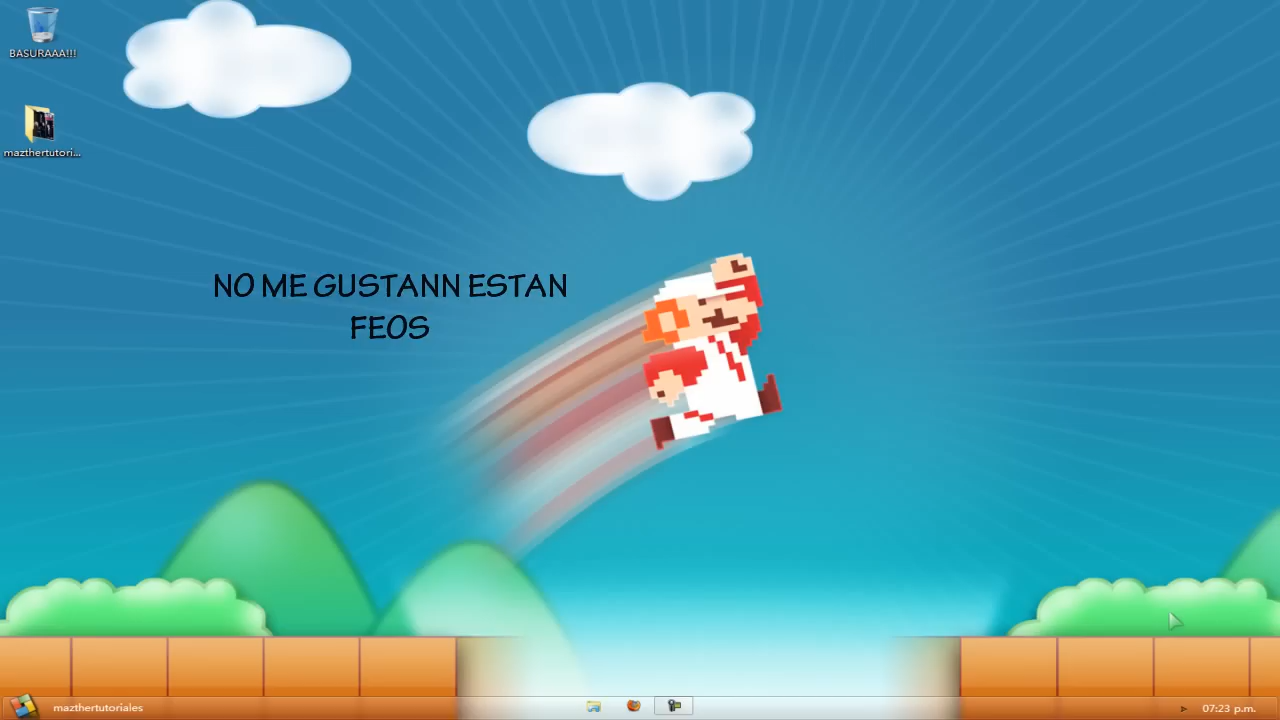 BASURAAA!!!
mazthertutori...
NO ME GUSTANN ESTAN
FEOS
mazthertutoriales
07:23 p.m.